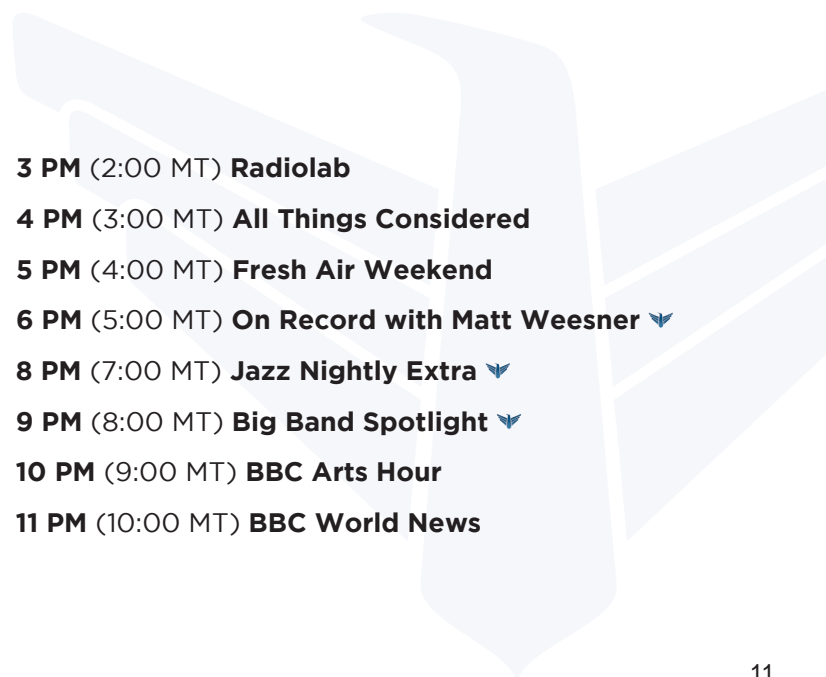 3 PM (2:00 MT) Radiolab
4 PM (3:00 MT) All Things Considered
5 PM (4:00 MT) Fresh Air Weekend
6 PM (5:00 MT) On Record with Matt Weesner
8 PM (7:00 MT) Jazz Nightly Extra
9 PM (8:00 MT) Big Band Spotlight
10 PM (9:00 MT) BBC Arts Hour
11 PM (10:00 MT) BBC World News
11